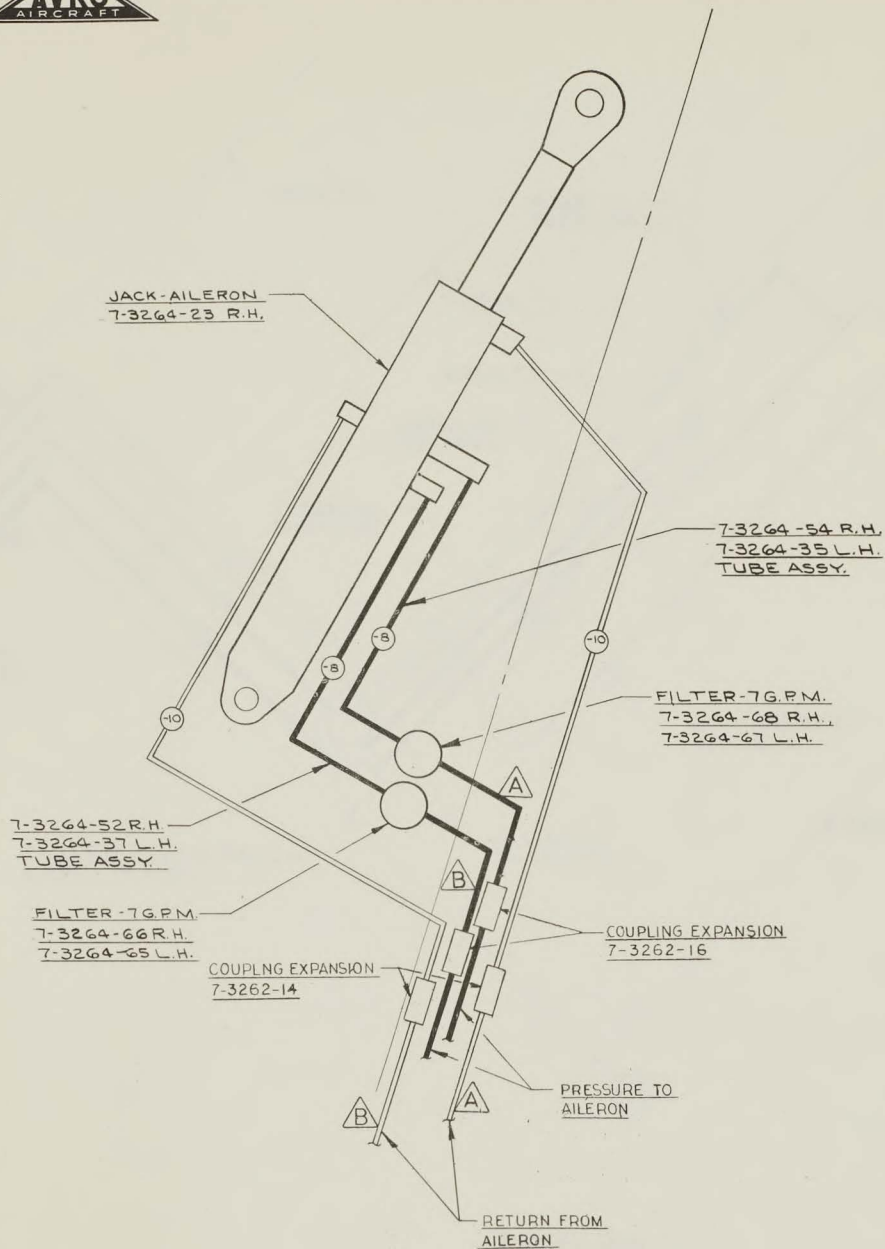 AVRO
AIRCRAFT
JACK-AILERON
7-3264-23 R.H.
7-3264-54 R.H.
7-3264-35 L.H.
TUBE ASSY.
-8
-8
-10
-10
FILTER-7 G.P.M.
7-3264-68 R.H.,
7-3264-67 L.H.
A
7-3264-52 R.H.
7-3264-37 L.H.
TUBE ASSY.
B
FILTER-7 G.P.M.
7-3264-66 R.H.
7-3264-65 L.H.
COUPLNG EXPANSION
7-3262-14
COUPLING EXPANSION
7-3262-16
PRESSURE TO
AILERON
B
A
RETURN FROM
AILERON